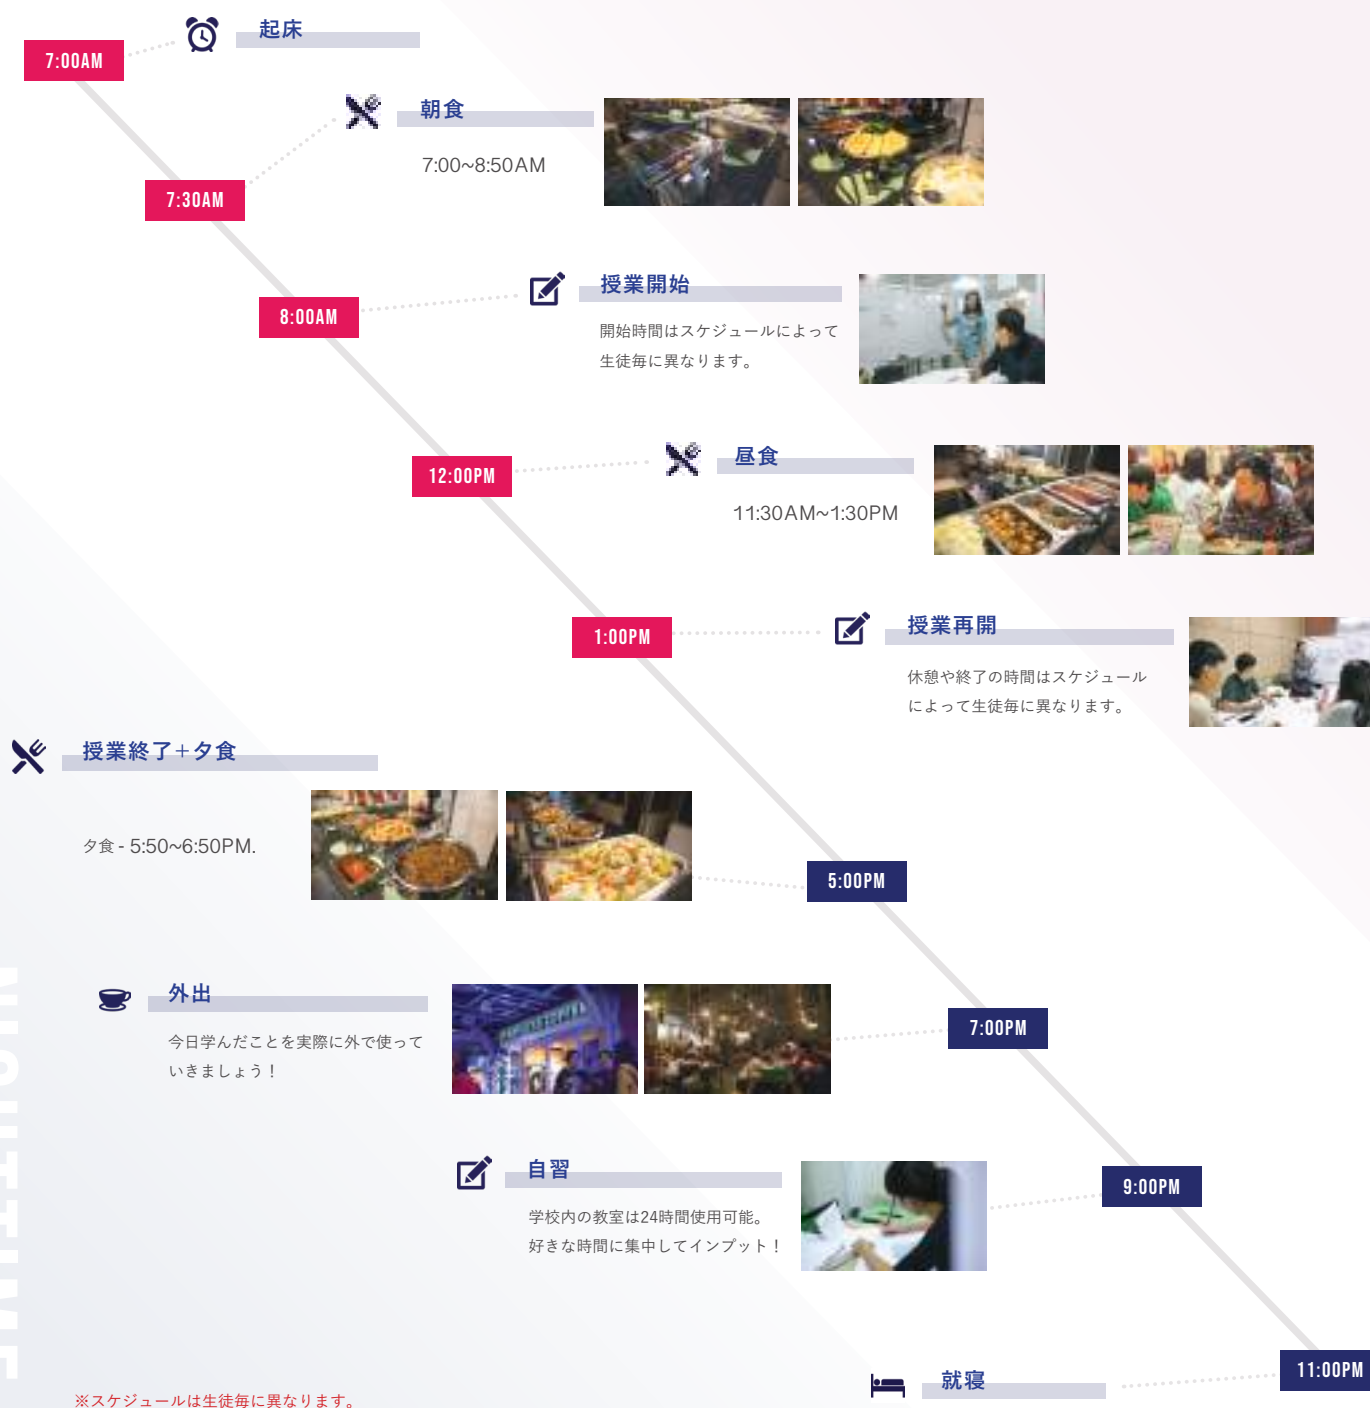 7:00AM
起床
7:30AM
朝食
7:00~8:50AM
8:00AM
授業開始
開始時間はスケジュールによって
生徒毎に異なります。
12:00PM
昼食
11:30AM~1:30PM
1:00PM
授業再開
休憩や終了の時間はスケジュール
によって生徒毎に異なります。
授業終了+夕食
夕食 - 5:50~6:50PM.
5:00PM
外出
今日学んだことを実際に外で使って
いきましょう！
7:00PM
自習
学校内の教室は24時間使用可能。
好きな時間に集中してインプット！
9:00PM
就寝
11:00PM
※スケジュールは生徒毎に異なります。